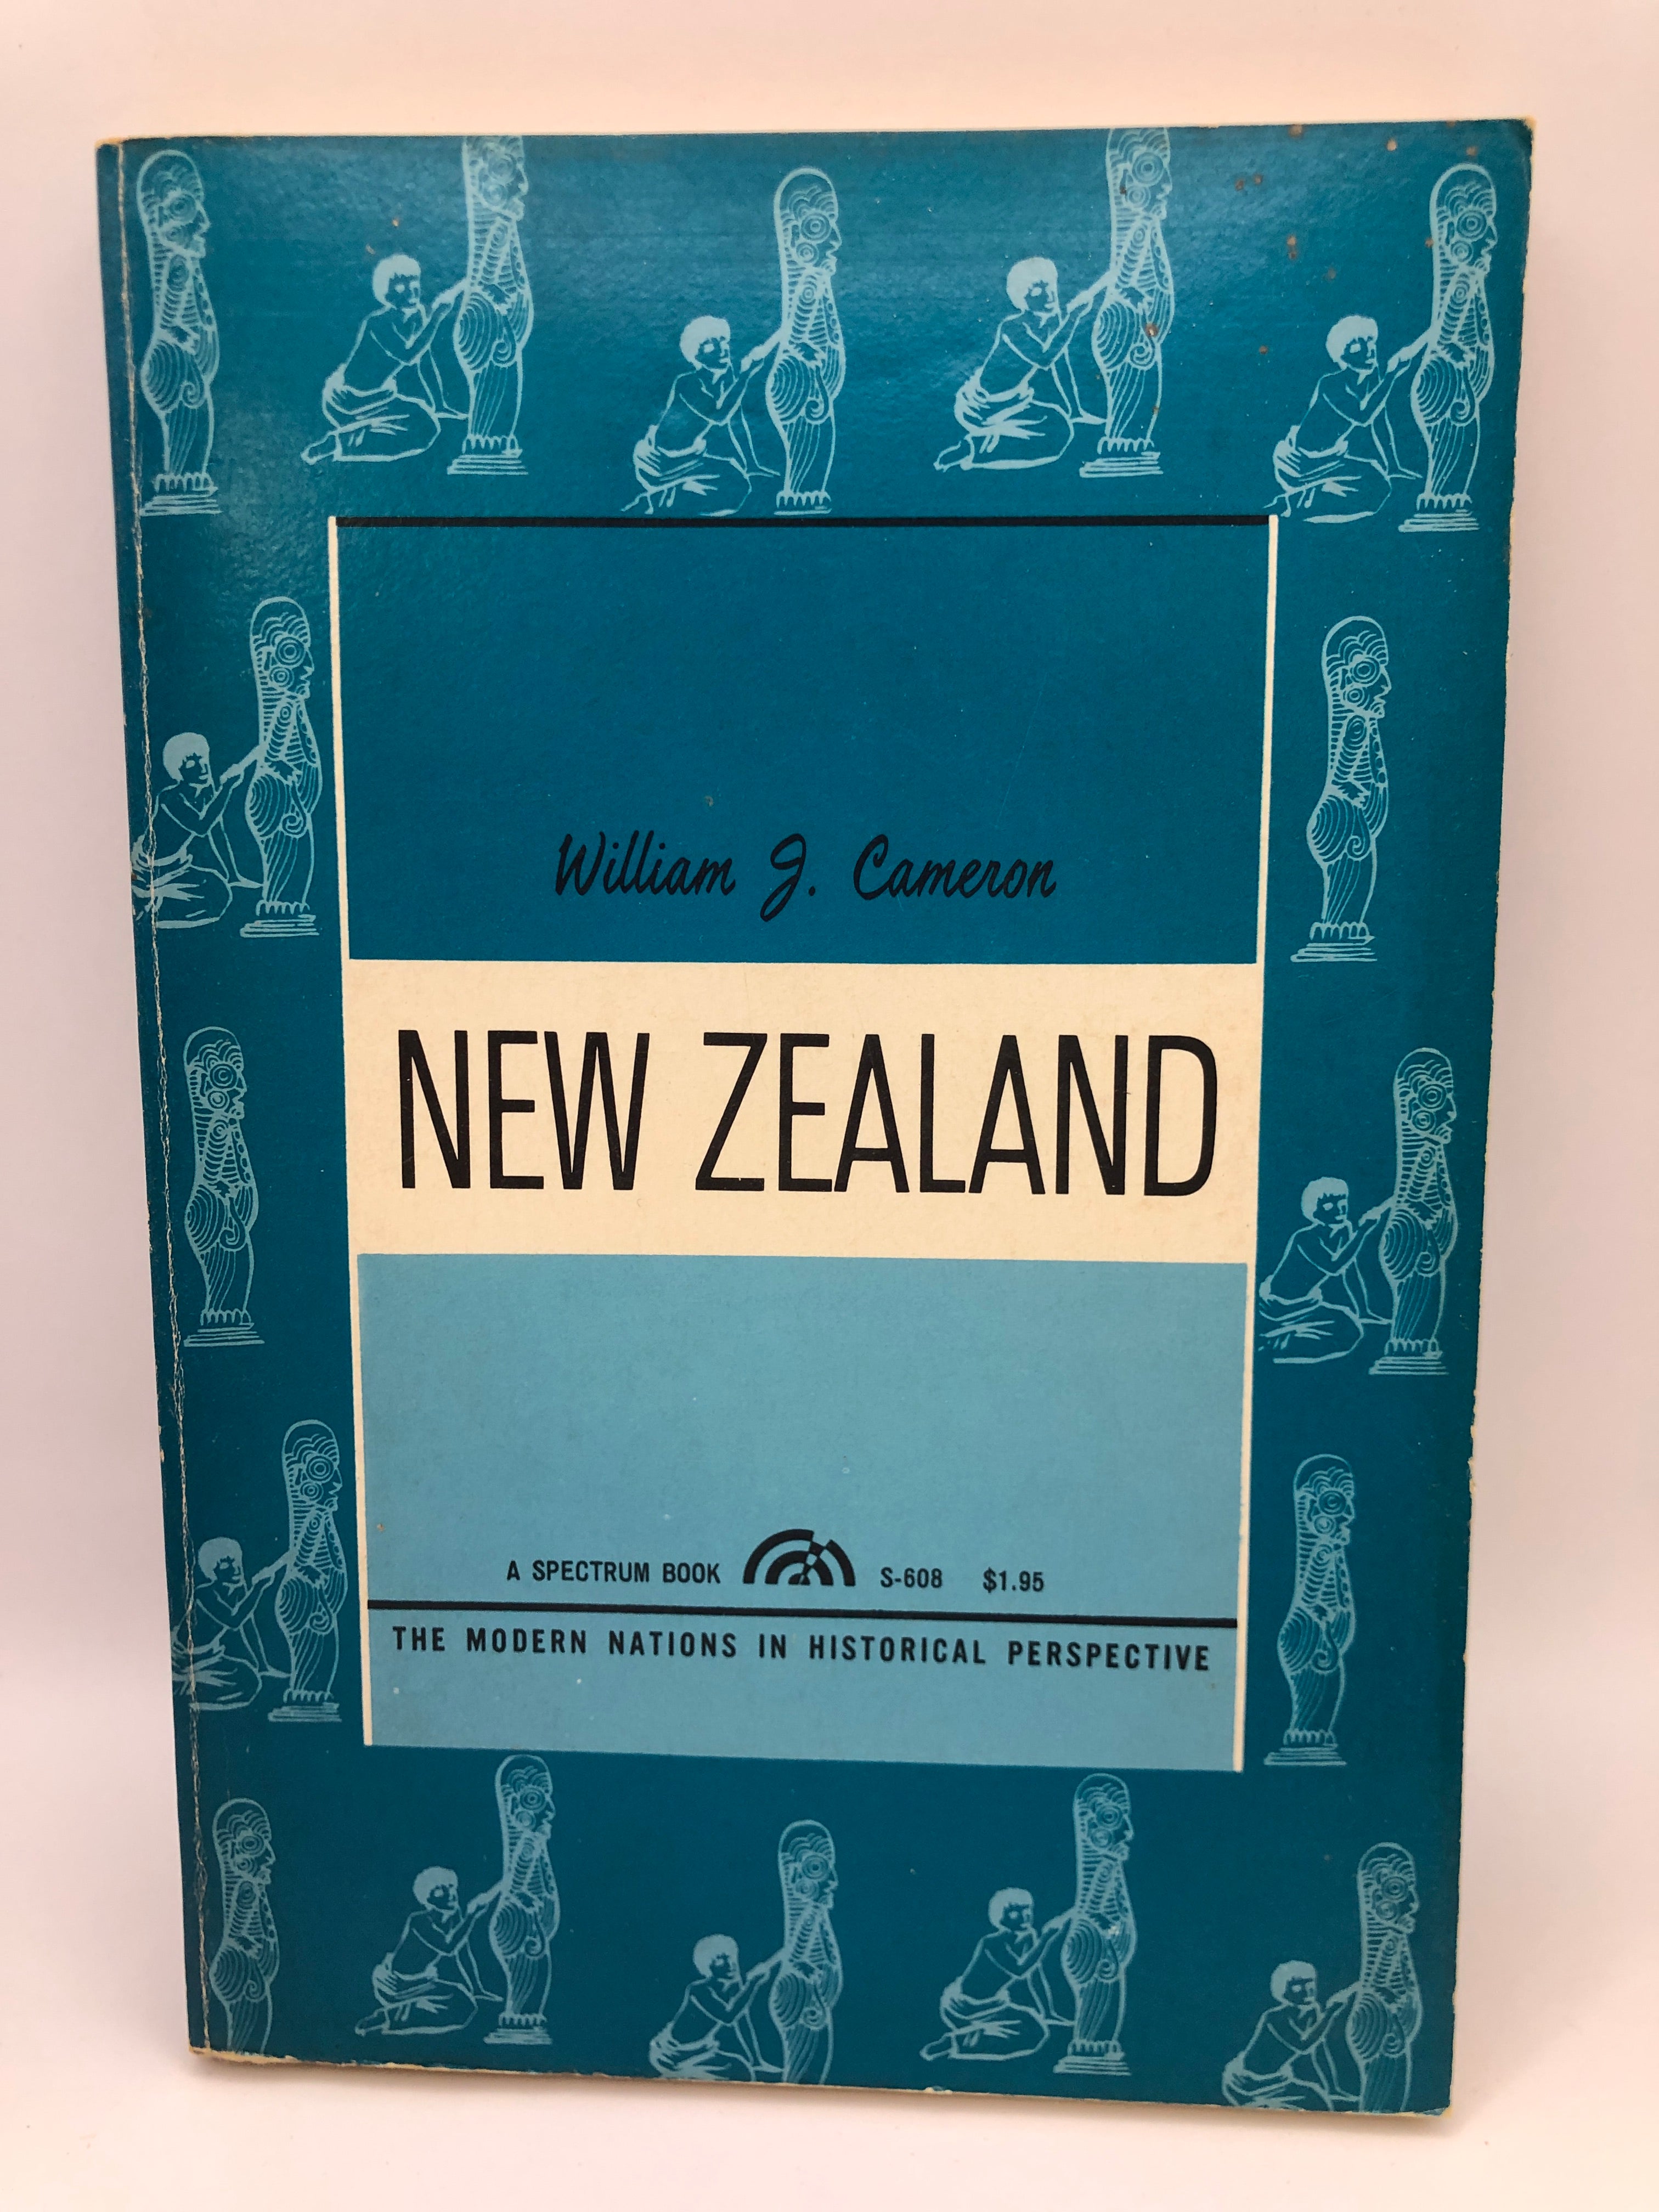 William J. Cameron
NEW ZEALAND
A SPECTRUM BOOK S-608 $1.95
THE MODERN NATIONS IN HISTORICAL PERSPECTIVE